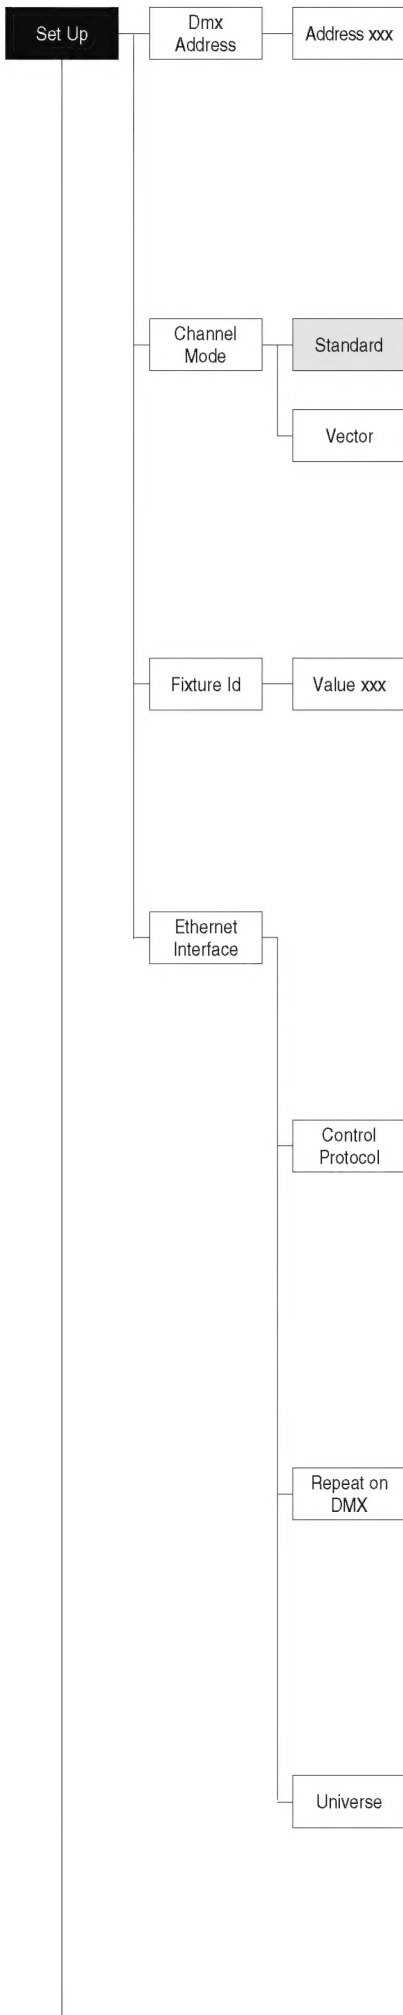 Set Up
Dmx
Address
Address xxx
Channel
Mode
Standard
Vector
Fixture Id
Value xxx
Ethernet
Interface
Control
Protocol
Repeat on
DMX
Universe